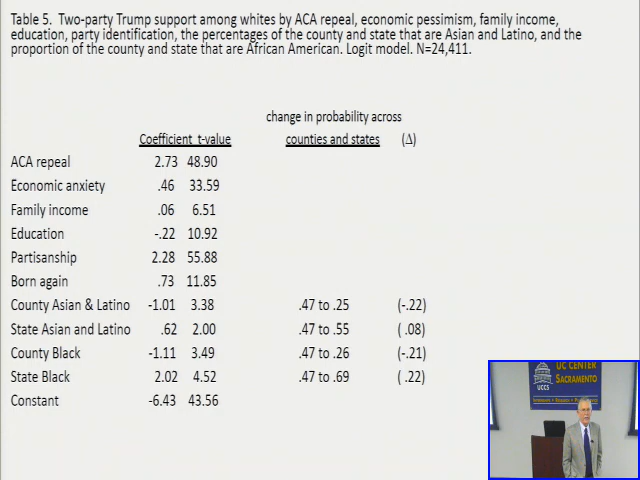 Table 5. Two-party Trump support among whites by ACA repeal, economic pessimism, family income,
education, party identification, the percentages of the county and state that are Asian and Latino, and the
proportion of the county and state that are African American. Logit model. N=24,411.
change in probability across
Coefficient t-value counties and states (Δ)
ACA repeal 2.73 48.90
Economic anxiety .46 33.59
Family income .06 6.51
Education -.22 10.92
Partisanship 2.28 55.88
Born again .73 11.85
County Asian & Latino -1.01 3.38 .47 to .25 (-.22)
State Asian and Latino .62 2.00 .47 to .55 ( .08)
County Black -1.11 3.49 .47 to .26 (-.21)
State Black 2.02 4.52 .47 to .69 ( .22)
Constant -6.43 43.56
UC CENTER
SACRAMENTO
UCCS